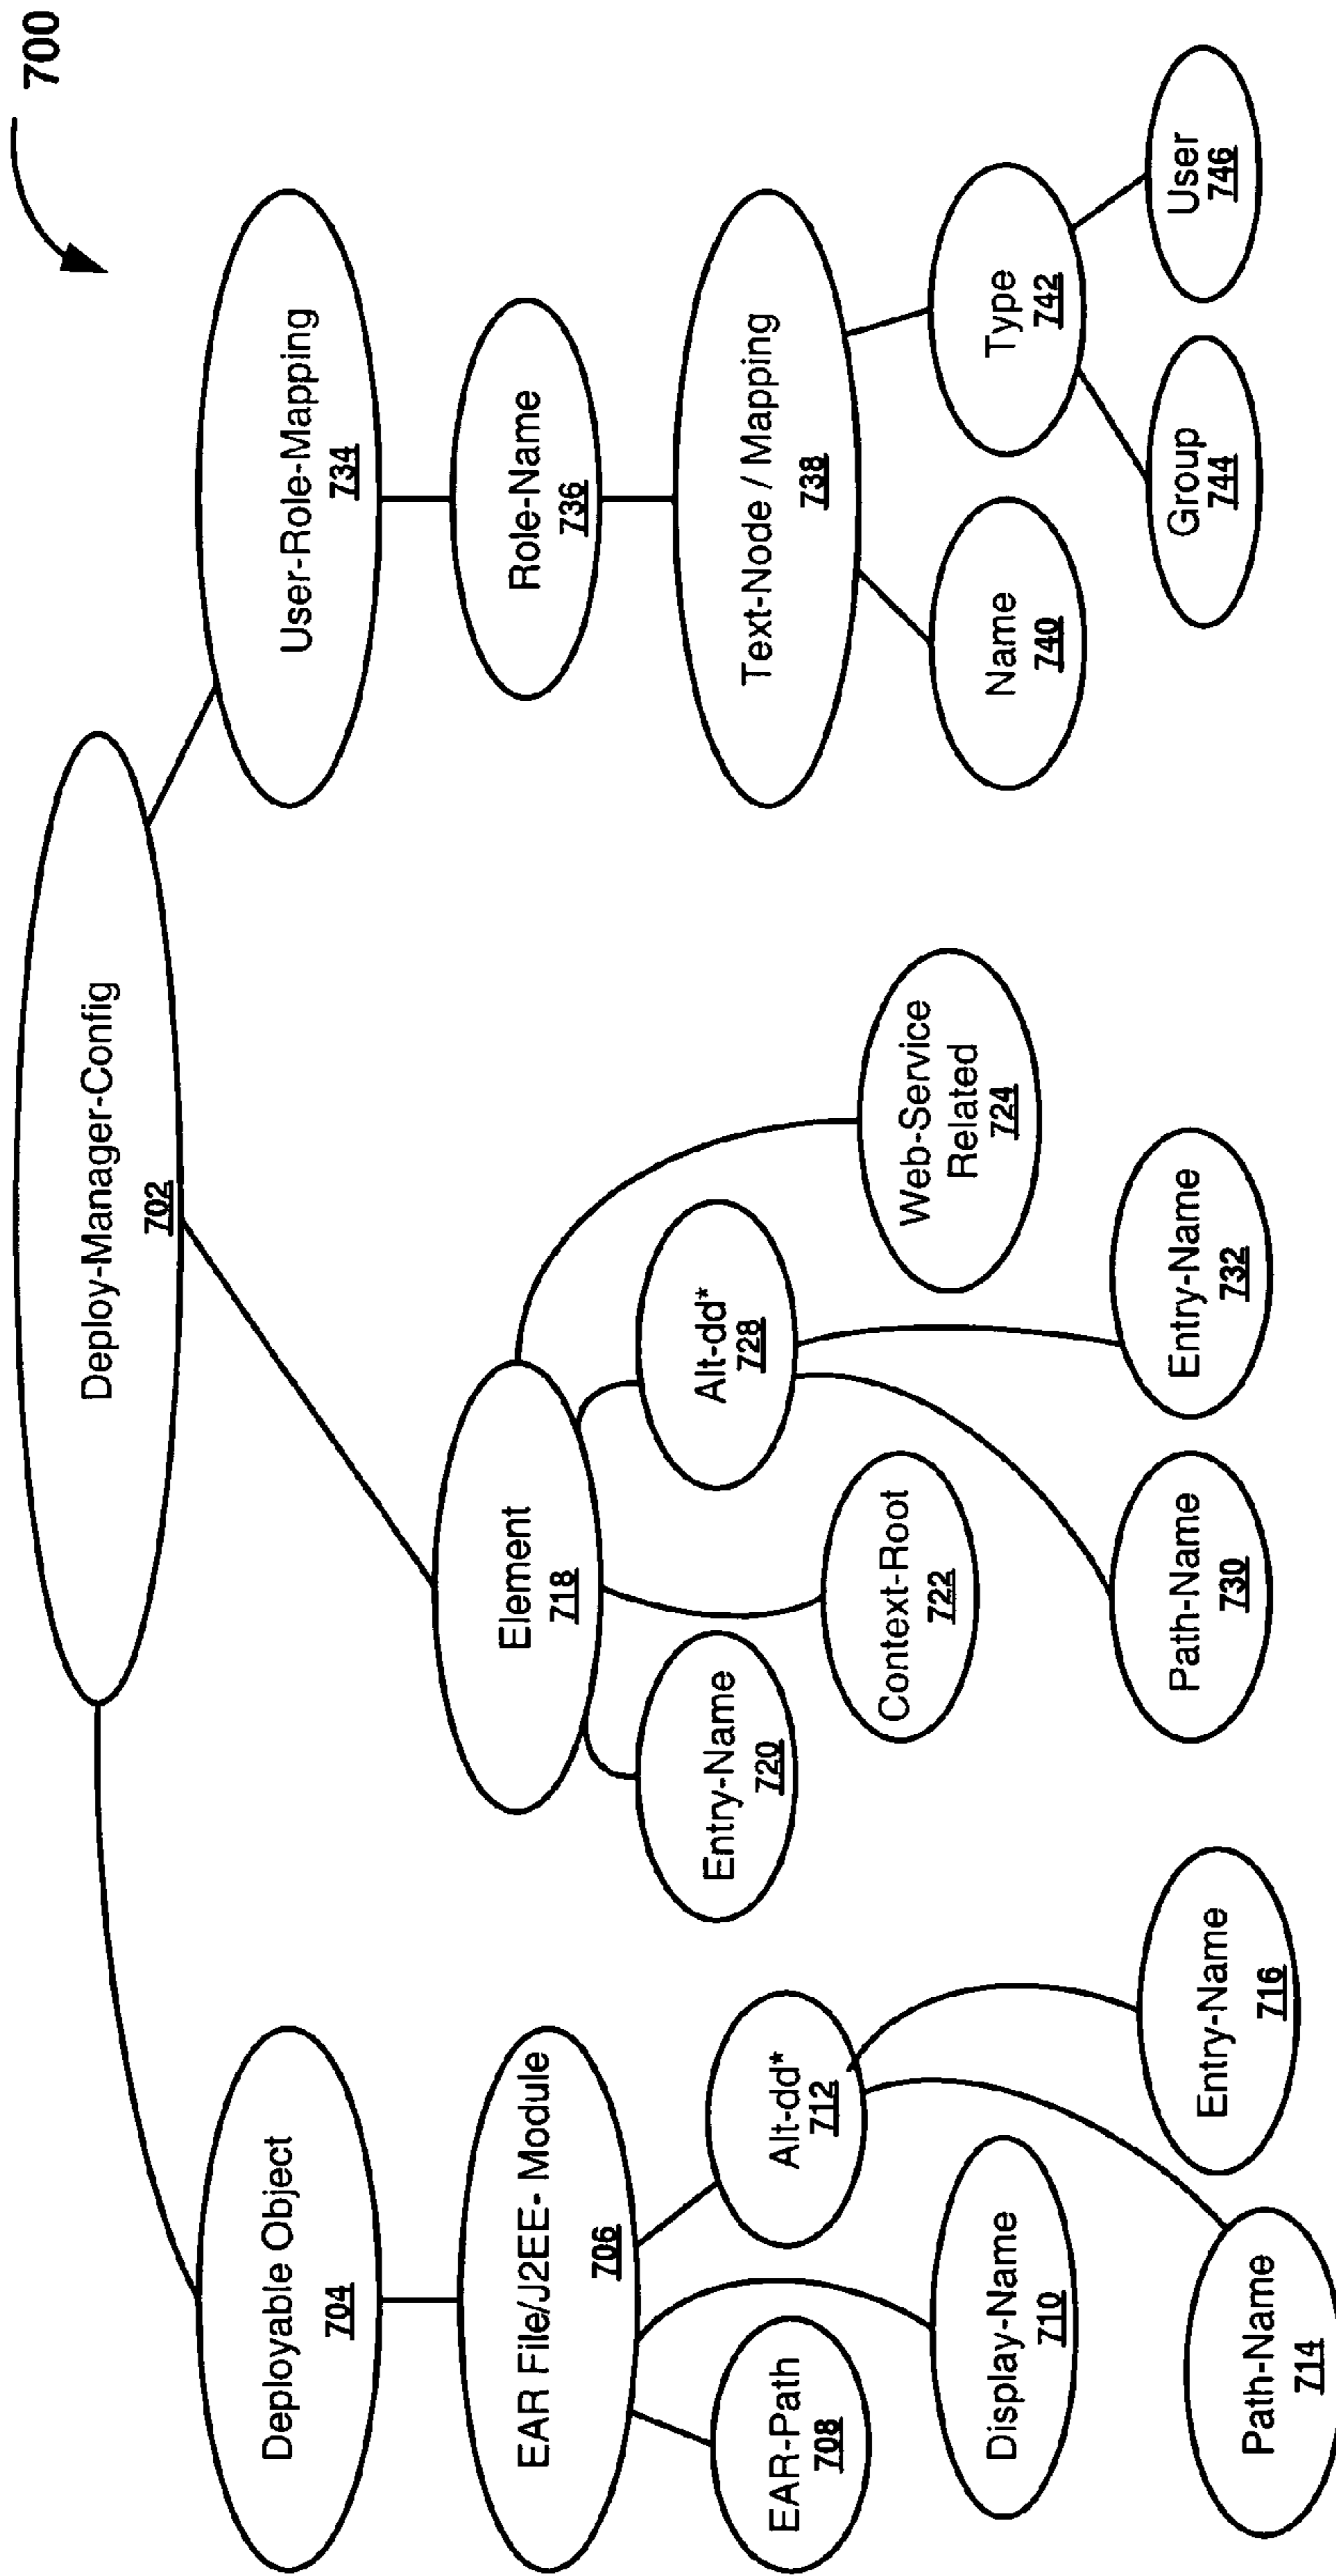 700
Deploy-Manager-Config
702
Deployable Object
704
EAR File/J2EE- Module
706
EAR-Path
708
Display-Name
710
Alt-dd*
712
Path-Name
714
Entry-Name
716
Element
718
Entry-Name
720
Context-Root
722
Alt-dd*
728
Web-Service
Related
724
Path-Name
730
Entry-Name
732
User-Role-Mapping
734
Role-Name
736
Text-Node / Mapping
738
Name
740
Type
742
Group
744
User
746